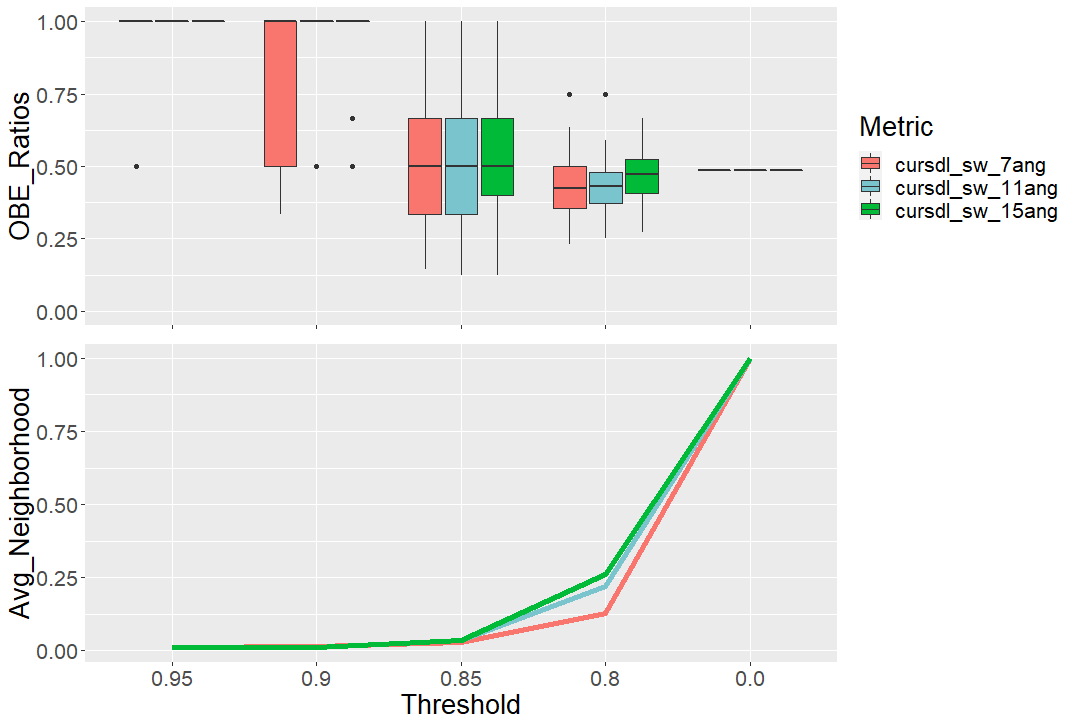 1.00
0.75
0.50
0.25
0.00
OBE_Ratios
Metric
cursdl_sw_7ang
cursdl_sw_11ang
cursdl_sw_15ang
1.00
0.75
0.50
0.25
0.00
Avg_Neighborhood
0.95 0.9 0.85 0.8 0.0
Threshold